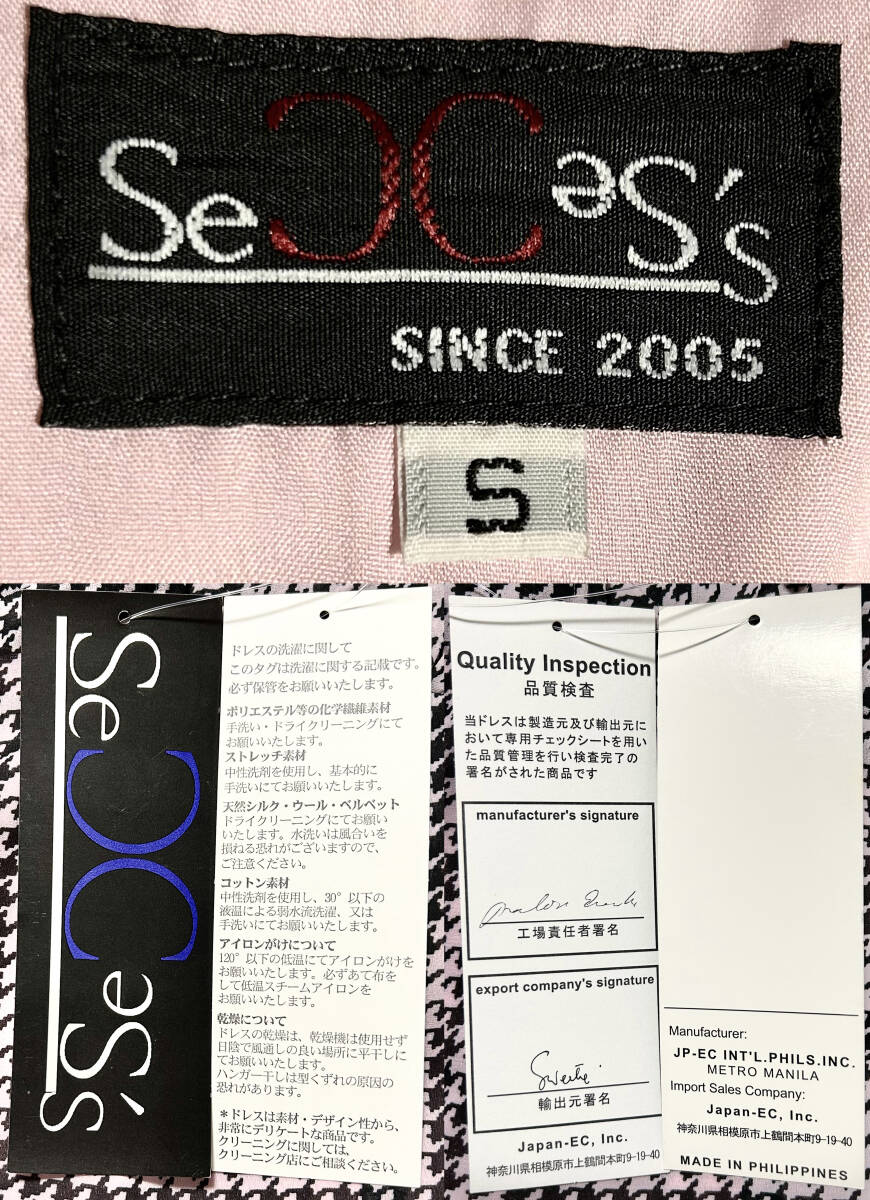 SeCCeS's
SINCE 2005
S
SeCCeS's
ドレスの洗濯に関して
このタグは洗濯に関する記載です。
必ず保管をお願いいたします。
ポリエステル等の化学繊維素材
手洗い・ドライクリーニングにて
お願いいたします。
ストレッチ素材
中性洗剤を使用し、基本的に
手洗いにてお願いいたします。
天然シルク・ウール・ベルベット
ドライクリーニングにてお願い
いたします。水洗いは風合いを
損ねる恐れがございますので、
ご注意ください。
コットン素材
中性洗剤を使用し、30°以下の
液温による弱水流洗濯、又は
手洗いにてお願いいたします。
アイロンがけについて
120°以下の低温にてアイロンがけを
お願いいたします。必ずあて布を
して低温スチームアイロンを
お願いいたします。
乾燥について
ドレスの乾燥は、乾燥機は使用せず
日陰で風通しの良い場所に平干しに
てお願いいたします。
ハンガー干しは型くずれの原因の
恐れがあります。
*ドレスは素材・デザイン性から、
非常にデリケートな商品です。
クリーニングに関しては、
クリーニング店にご相談ください。
Quality Inspection
品質検査
当ドレスは製造元及び輸出元に
おいて専用チェックシートを用い
た品質管理を行い検査完了の
署名がされた商品です
manufacturer's signature
工場責任者署名
export company's signature
輸出元署名
Japan-EC, Inc.
神奈川県相模原市上鶴間本町9-19-40
Manufacturer:
JP-EC INT'L.PHILS.INC.
METRO MANILA
Import Sales Company:
Japan-EC, Inc.
神奈川県相模原市上鶴間本町9-19-40
MADE IN PHILIPPINES